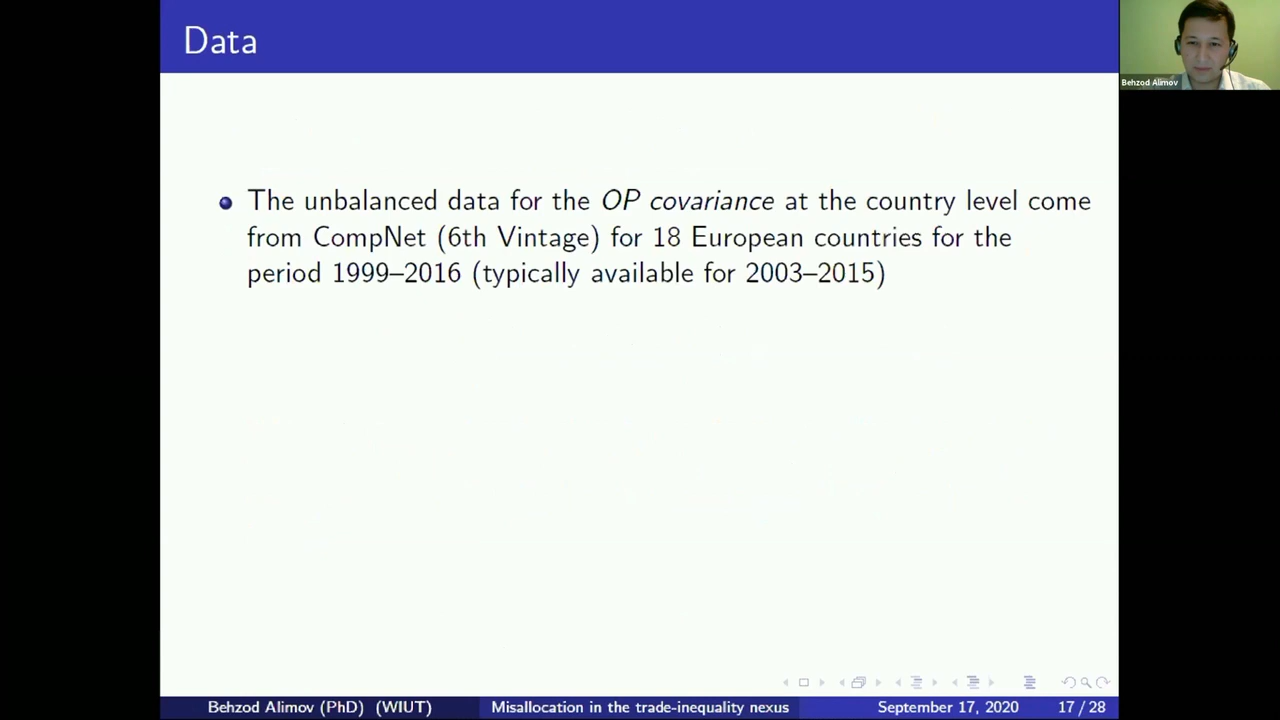 Data
Behzod Alimov
The unbalanced data for the OP covariance at the country level come
from CompNet (6th Vintage) for 18 European countries for the
period 1999–2016 (typically available for 2003–2015)
Behzod Alimov (PhD) (WIUT) Misallocation in the trade-inequality nexus September 17, 2020 17 / 28